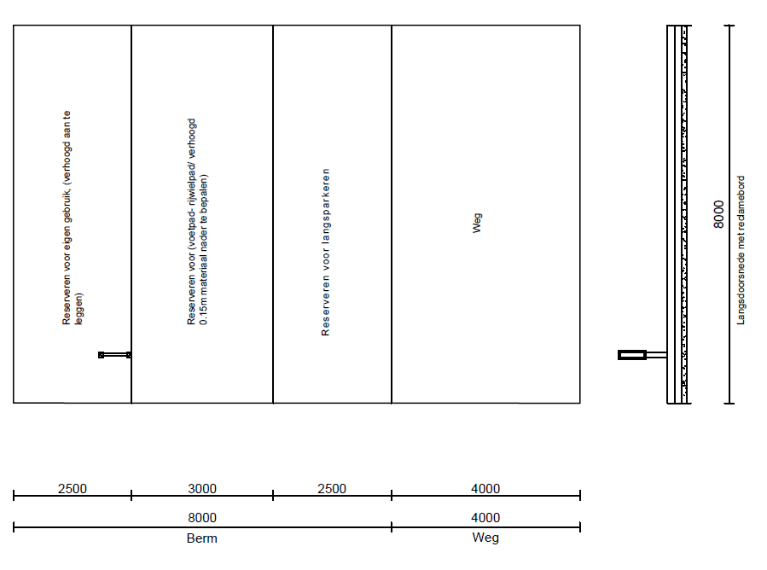 Reserveren voor eigen gebruik, (verhoogd aan te
leggen)
Reserveren voor (voetpad- rijwielpad/ verhoogd
0.15m materiaal nader te bepalen)
Reserveren voor langsparkeren
Weg
8000
Langsdoorsnede met reclamebord
2500 3000 2500 4000
8000 4000
Berm Weg